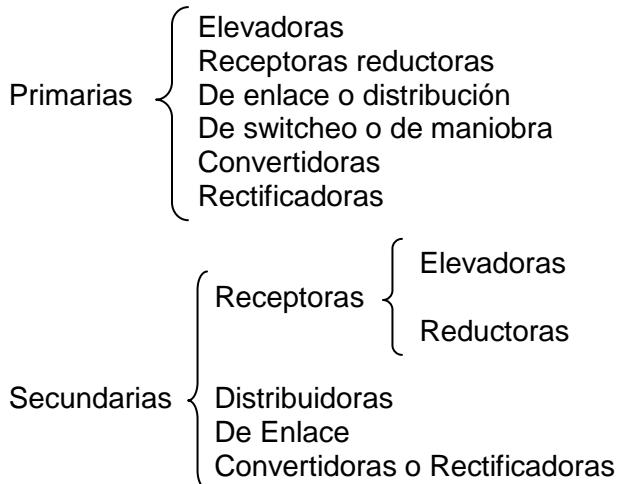 Elevadoras
Receptoras reductoras
Primarias De enlace o distribución
De switcheo o de maniobra
Convertidoras
Rectificadoras
Elevadoras
Receptoras
Reductoras
Secundarias Distribuidoras
De Enlace
Convertidoras o Rectificadoras